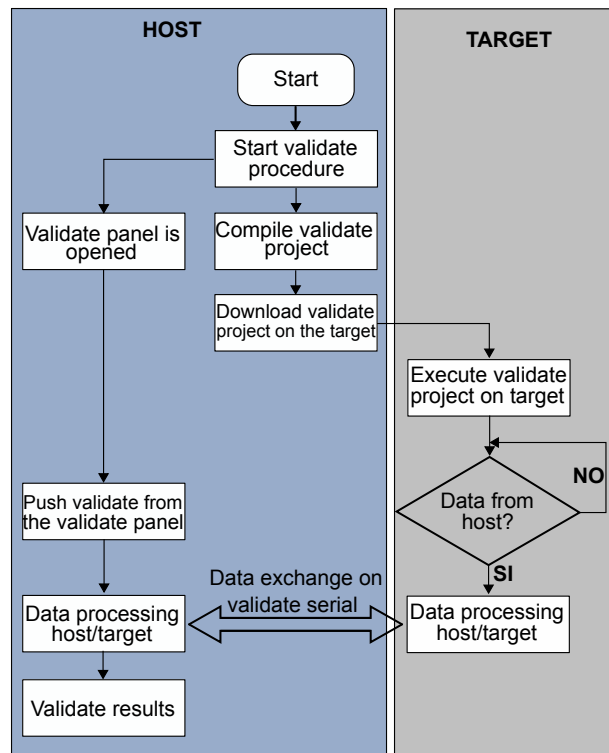 HOST
TARGET
Start
Start validate
procedure
Validate panel is
opened
Compile validate
project
Download validate
project on the target
Execute validate
project on target
Data from
host?
NO
SI
Push validate from
the validate panel
Data exchange on
validate serial
Data processing
host/target
Data processing
host/target
Validate results